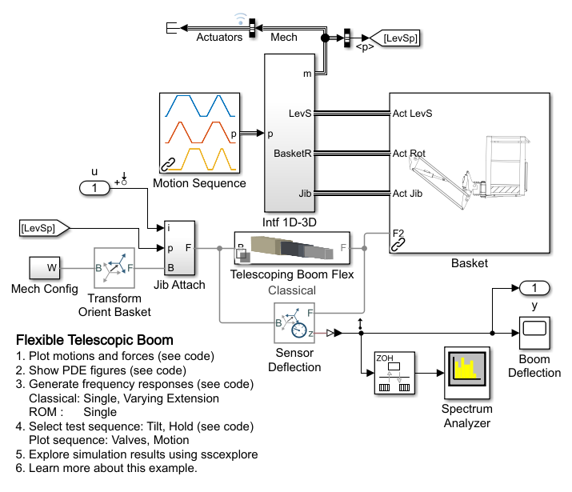 Actuators
Mech
<p>
[LevSp]
m
LevS
BasketR
Jib
p
p
Intf 1D-3D
Motion Sequence
Act LevS
Act Rot
Act Jib
F2
Basket
u
1
[LevSp]
i
p
B
F
Jib Attach
W
Mech Config
B
F
Transform
Orient Basket
F
Telescoping Boom Flex
Classical
B
F
z
Sensor
Deflection
1
y
Boom
Deflection
ZOH
Spectrum
Analyzer
Flexible Telescopic Boom
1. Plot motions and forces (see code)
2. Show PDE figures (see code)
3. Generate frequency responses (see code)
Classical: Single, Varying Extension
ROM : Single
4. Select test sequence: Tilt, Hold (see code)
Plot sequence: Valves, Motion
5. Explore simulation results using sscexplore
6. Learn more about this example.